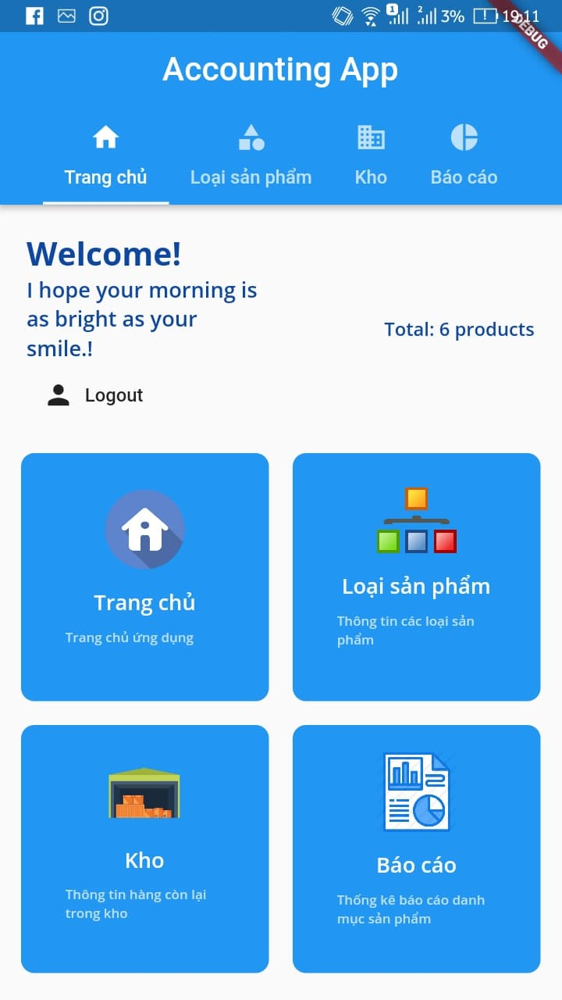 1 2 3% 19:11
DEBUG
Accounting App
Trang chủ Loại sản phẩm Kho Báo cáo
Welcome!
I hope your morning is
as bright as your
smile.!
Total: 6 products
Logout
Trang chủ
Trang chủ ứng dụng
Loại sản phẩm
Thông tin các loại sản
phẩm
Kho
Thông tin hàng còn lại
trong kho
Báo cáo
Thống kê báo cáo danh
mục sản phẩm